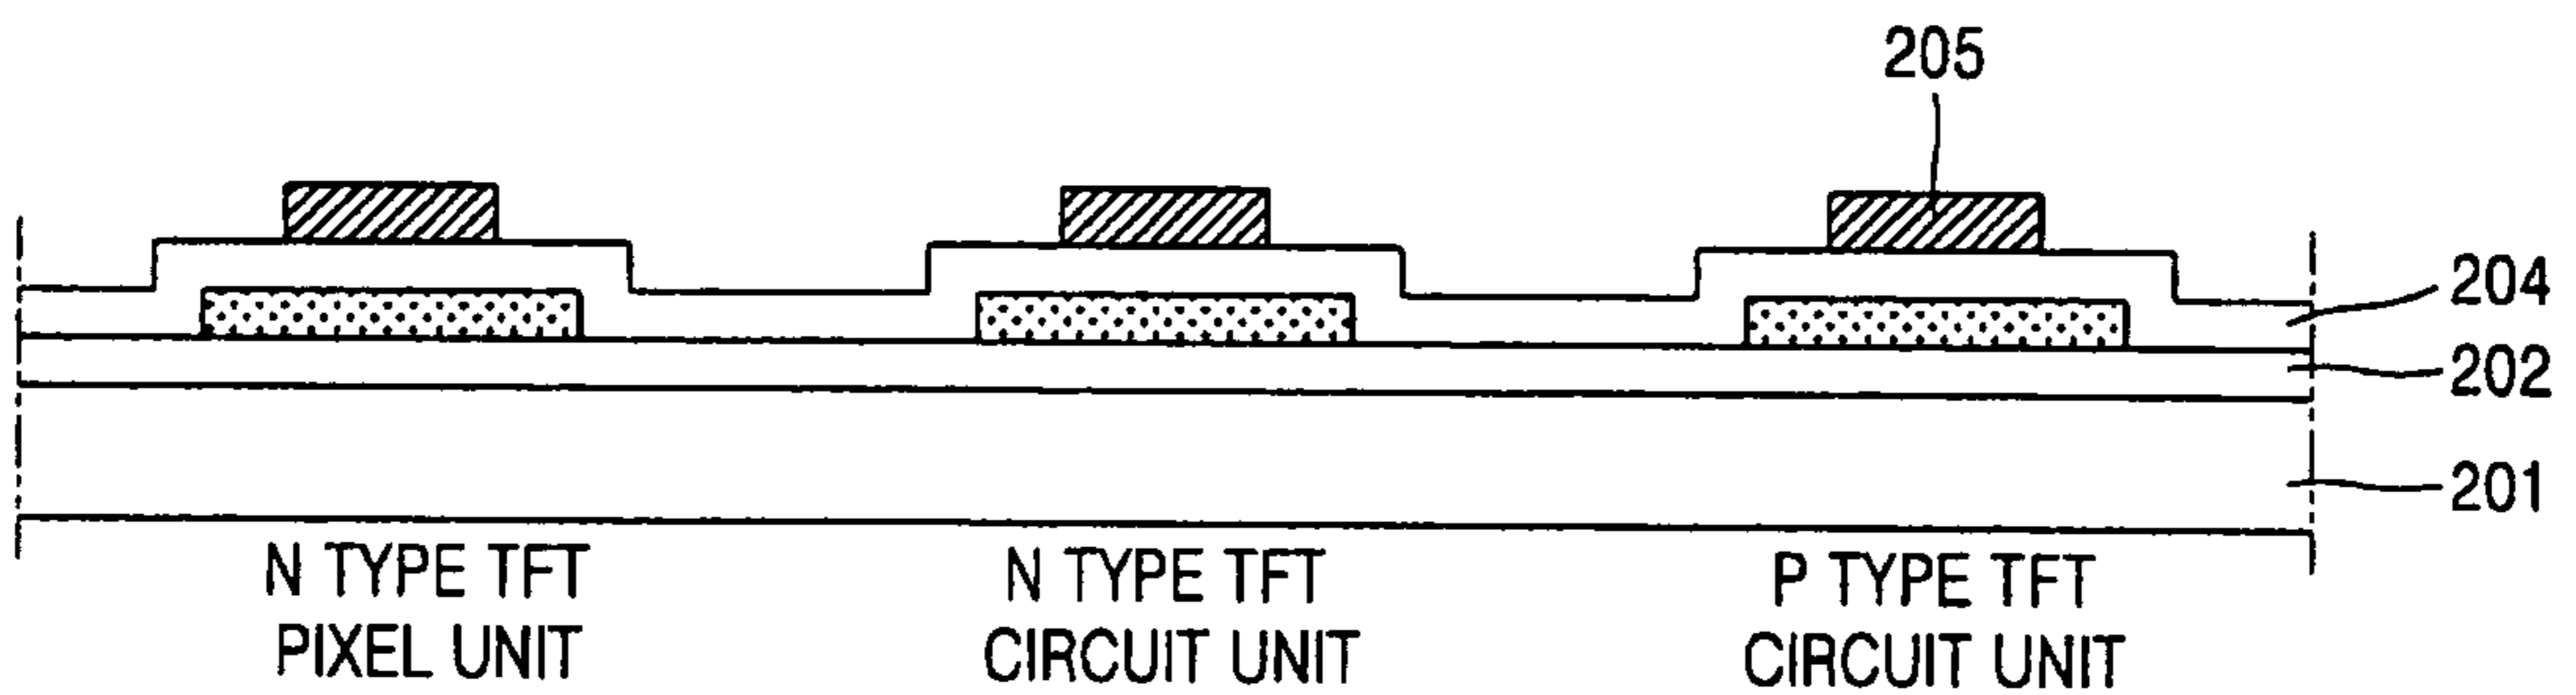 205
204
202
201
N TYPE TFT
PIXEL UNIT
N TYPE TFT
CIRCUIT UNIT
P TYPE TFT
CIRCUIT UNIT